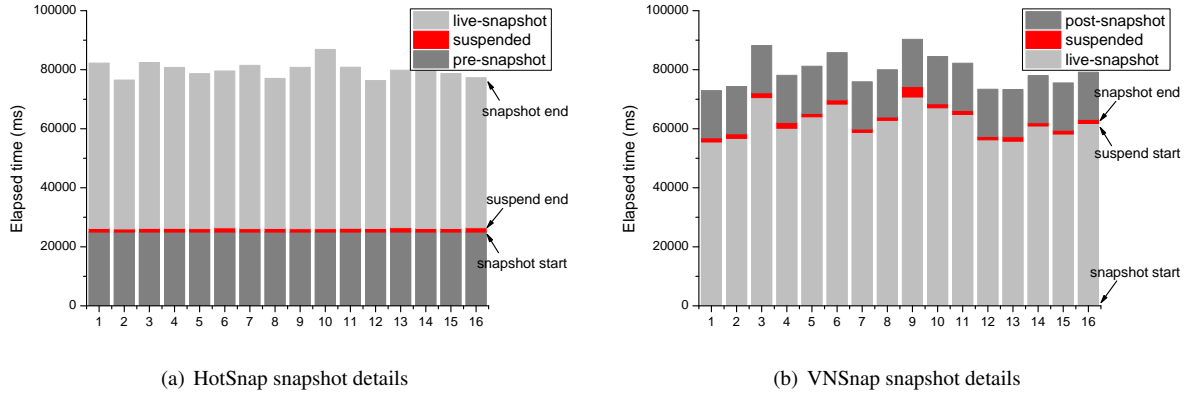 100000
80000
60000
40000
20000
0
Elapsed time (ms)
live-snapshot
suspended
pre-snapshot
snapshot end
suspend end
snapshot start
1 2 3 4 5 6 7 8 9 10 11 12 13 14 15 16
(a) HotSnap snapshot details
100000
80000
60000
40000
20000
0
Elapsed time (ms)
post-snapshot
suspended
live-snapshot
snapshot end
suspend start
snapshot start
1 2 3 4 5 6 7 8 9 10 11 12 13 14 15 16
(b) VNSnap snapshot details